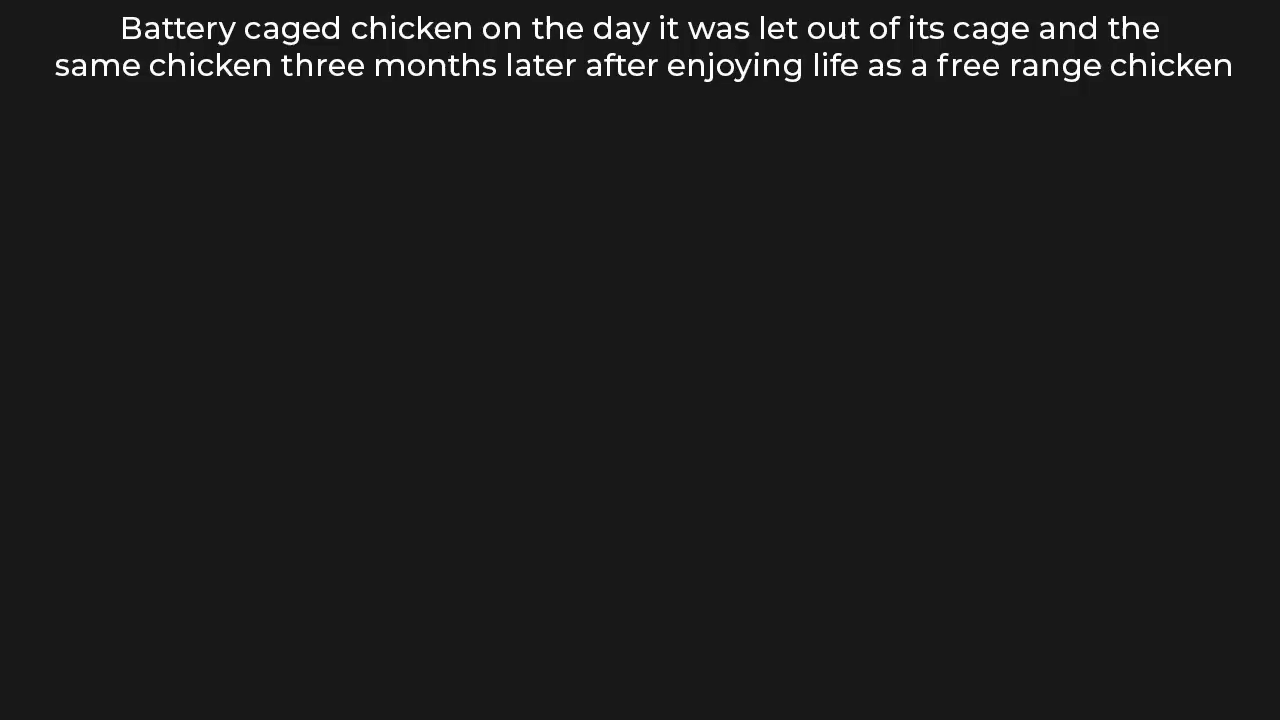 Battery caged chicken on the day it was let out of its cage and the
same chicken three months later after enjoying life as a free range chicken